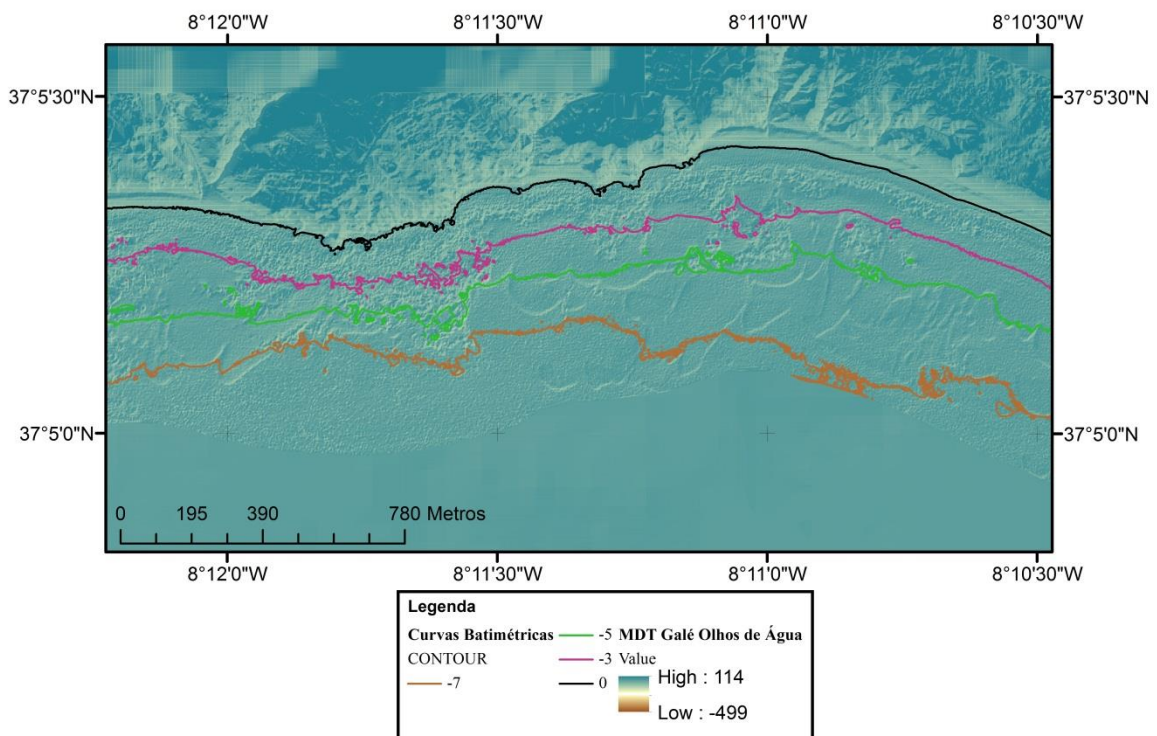 8°12'0"W 8°11'30"W 8°11'0"W 8°10'30"W
37°5'30"N 37°5'30"N
37°5'0"N 37°5'0"N
0 195 390 780 Metros
8°12'0"W 8°11'30"W 8°11'0"W 8°10'30"W
Legenda
Curvas Batimétricas -5 MDT Galé Olhos de Água
CONTOUR -3 Value
-7 0 High : 114
Low : -499